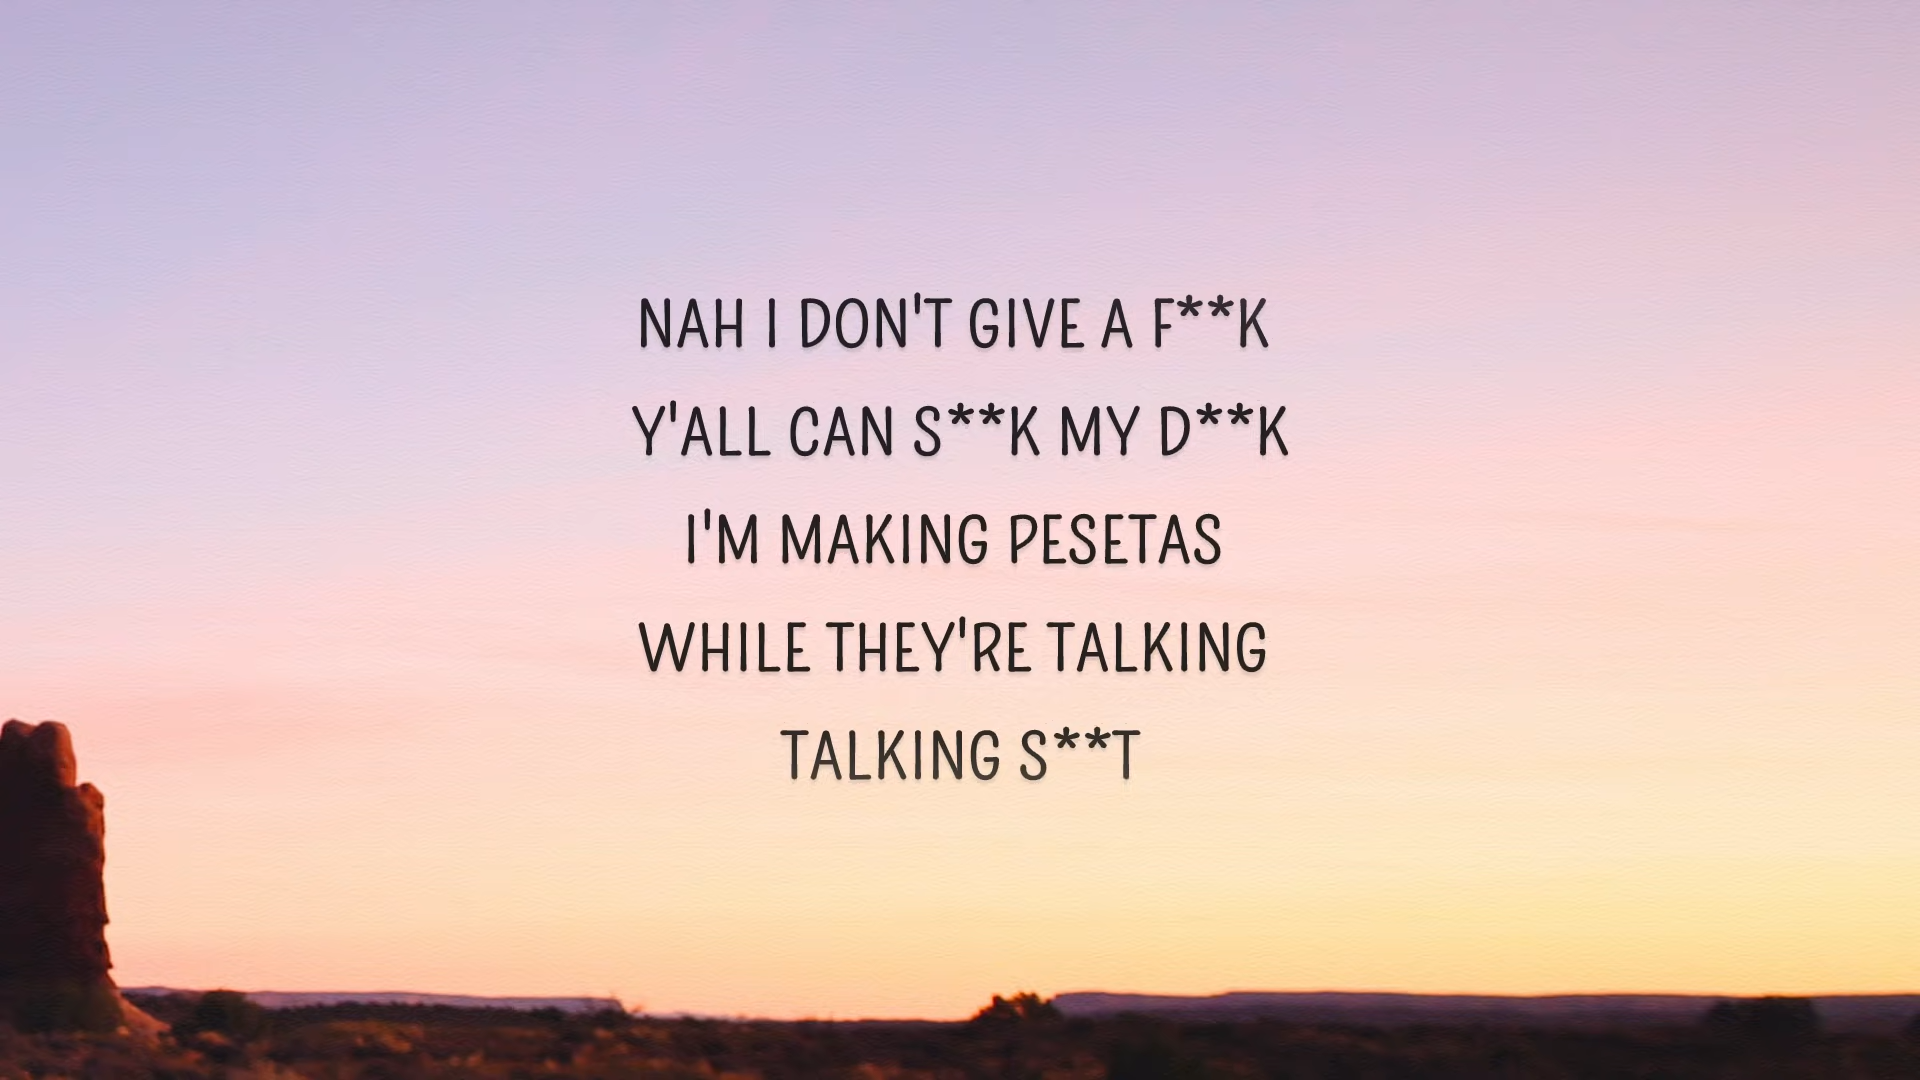 NAH I DON'T GIVE A F**K
Y'ALL CAN S**K MY D**K
I'M MAKING PESETAS
WHILE THEY'RE TALKING
TALKING S**T